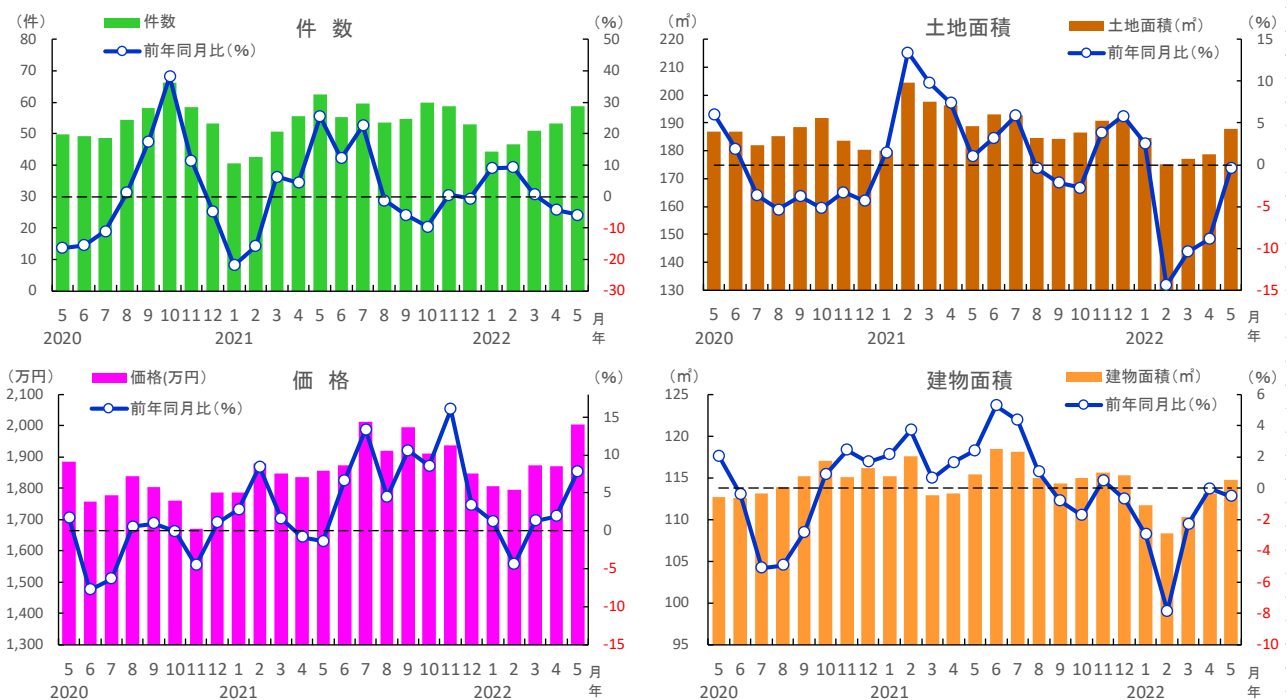 件 数
(件)
(%)
件数
前年同月比(%)
80 70 60 50 40 30 20 10 0
50 40 30 20 10 0 -10 -20 -30
5 6 7 8 9 10 11 12 1 2 3 4 5 6 7 8 9 10 11 12 1 2 3 4 5 月
2020 2021 2022 年
土地面積
(㎡)
(%)
土地面積(㎡)
前年同月比(%)
220 210 200 190 180 170 160 150 140 130
15 10 5 0 -5 -10 -15
5 6 7 8 9 10 11 12 1 2 3 4 5 6 7 8 9 10 11 12 1 2 3 4 5 月
2020 2021 2022 年
価 格
(万円)
(%)
価格(万円)
前年同月比(%)
2,100 2,000 1,900 1,800 1,700 1,600 1,500 1,400 1,300
15 10 5 0 -5 -10 -15
5 6 7 8 9 10 11 12 1 2 3 4 5 6 7 8 9 10 11 12 1 2 3 4 5 月
2020 2021 2022 年
建物面積
(㎡)
(%)
建物面積(㎡)
前年同月比(%)
125 120 115 110 105 100 95
6 4 2 0 -2 -4 -6 -8 -10
5 6 7 8 9 10 11 12 1 2 3 4 5 6 7 8 9 10 11 12 1 2 3 4 5 月
2020 2021 2022 年